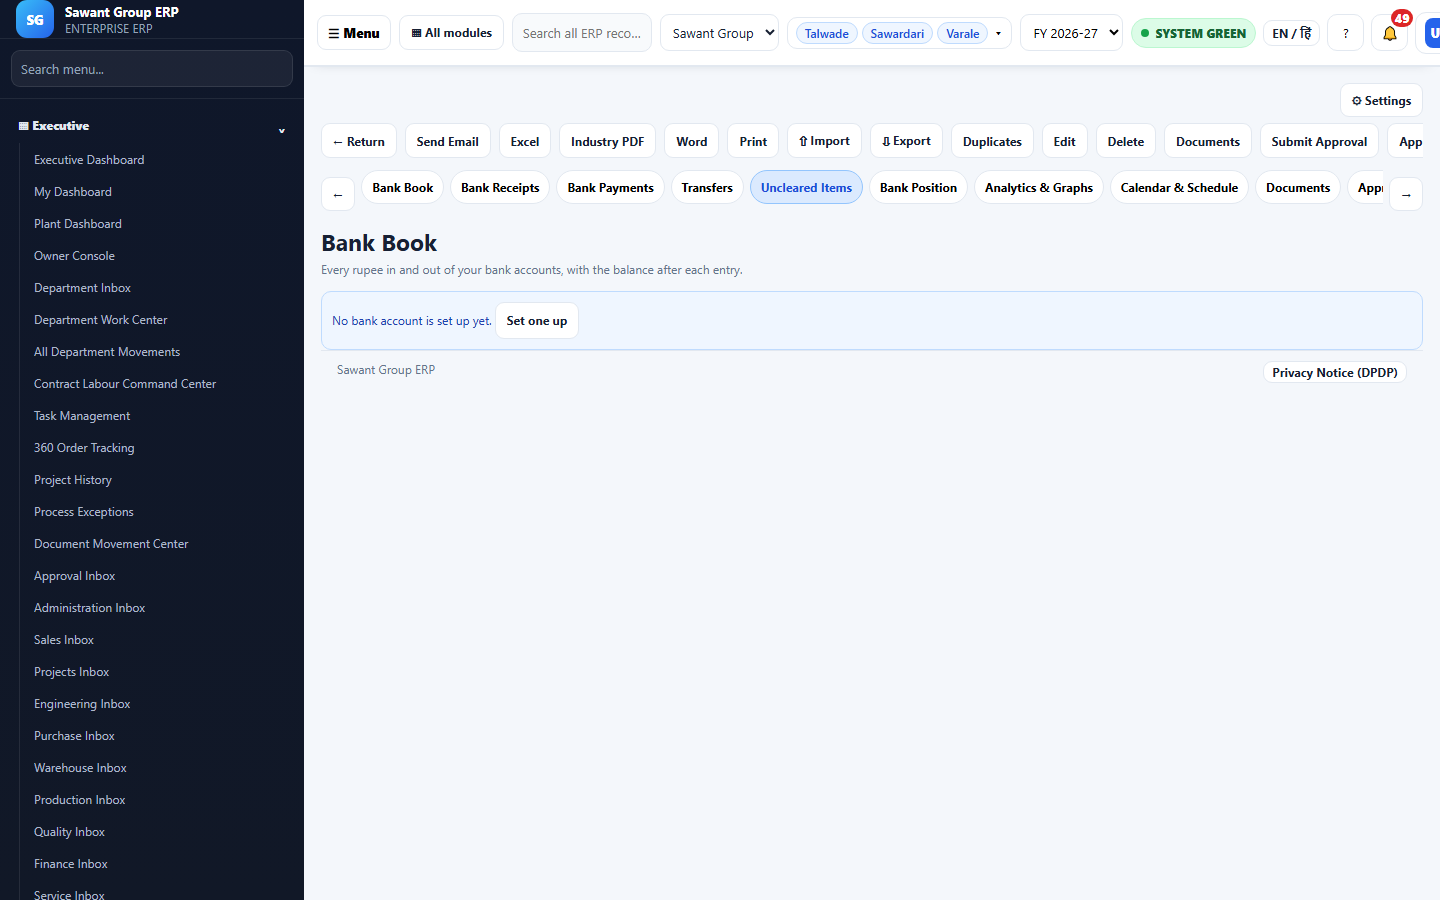 SG
Sawant Group ERP
ENTERPRISE ERP
Search menu...
Executive
Executive Dashboard
My Dashboard
Plant Dashboard
Owner Console
Department Inbox
Department Work Center
All Department Movements
Contract Labour Command Center
Task Management
360 Order Tracking
Project History
Process Exceptions
Document Movement Center
Approval Inbox
Administration Inbox
Sales Inbox
Projects Inbox
Engineering Inbox
Purchase Inbox
Warehouse Inbox
Production Inbox
Quality Inbox
Finance Inbox
Service Inbox
☰ Menu All modules Search all ERP reco... Sawant Group Talwade Sawardari Varale FY 2026-27 SYSTEM GREEN EN / हिं ? 49 U
⚙ Settings
← Return Send Email Excel Industry PDF Word Print ⇧ Import ⇩ Export Duplicates Edit Delete Documents Submit Approval App
← Bank Book Bank Receipts Bank Payments Transfers Uncleared Items Bank Position Analytics & Graphs Calendar & Schedule Documents Appr →
Bank Book
Every rupee in and out of your bank accounts, with the balance after each entry.
No bank account is set up yet. Set one up
Sawant Group ERP Privacy Notice (DPDP)